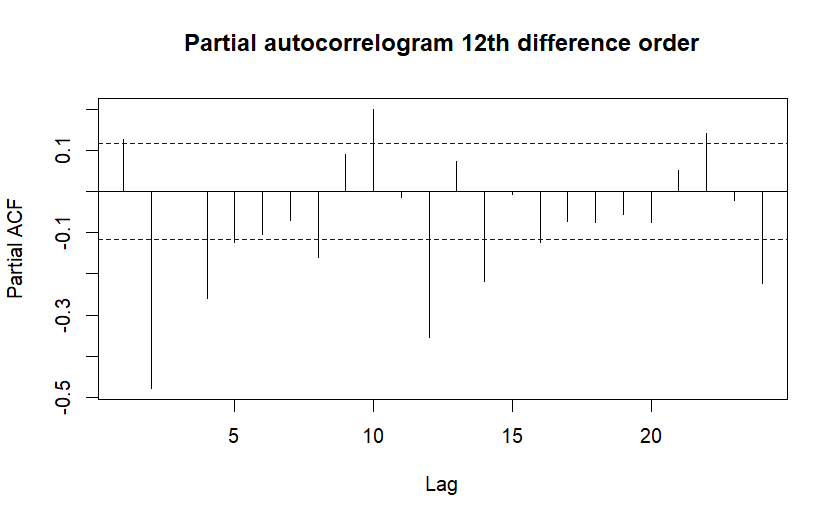 Partial autocorrelogram 12th difference order
Partial ACF
0.1
-0.1
-0.3
-0.5
5 10 15 20
Lag